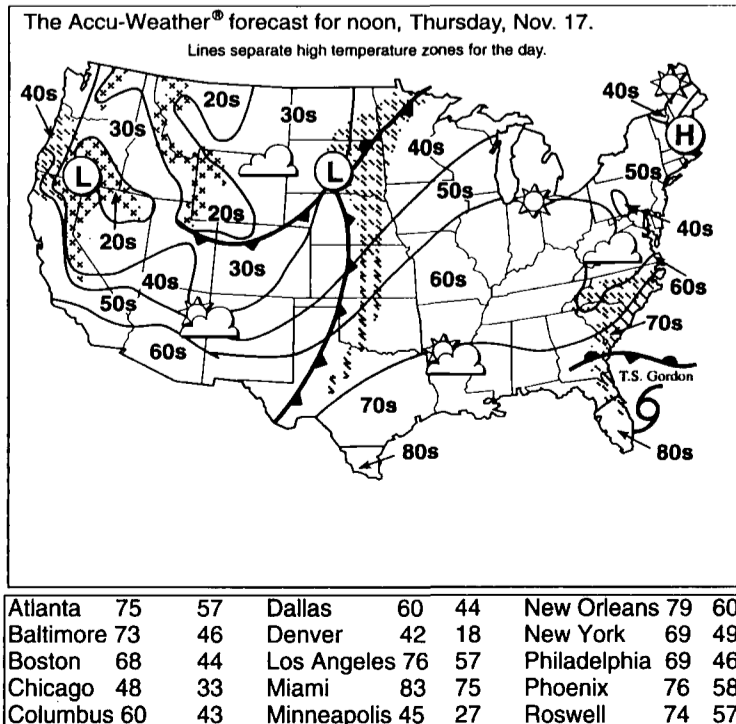 The Accu-Weather® forecast for noon, Thursday, Nov. 17.
Lines separate high temperature zones for the day.
40s
30s
20s
30s
40s
H
L
L
40s
50s
50s
20s
20s
40s
30s
40s
60s
60s
50s
60s
70s
T.S. Gordon
70s
80s
80s
Atlanta 75 57 Dallas 60 44 New Orleans 79 60
Baltimore 73 46 Denver 42 18 New York 69 49
Boston 68 44 Los Angeles 76 57 Philadelphia 69 46
Chicago 48 33 Miami 83 75 Phoenix 76 58
Columbus 60 43 Minneapolis 45 27 Roswell 74 57